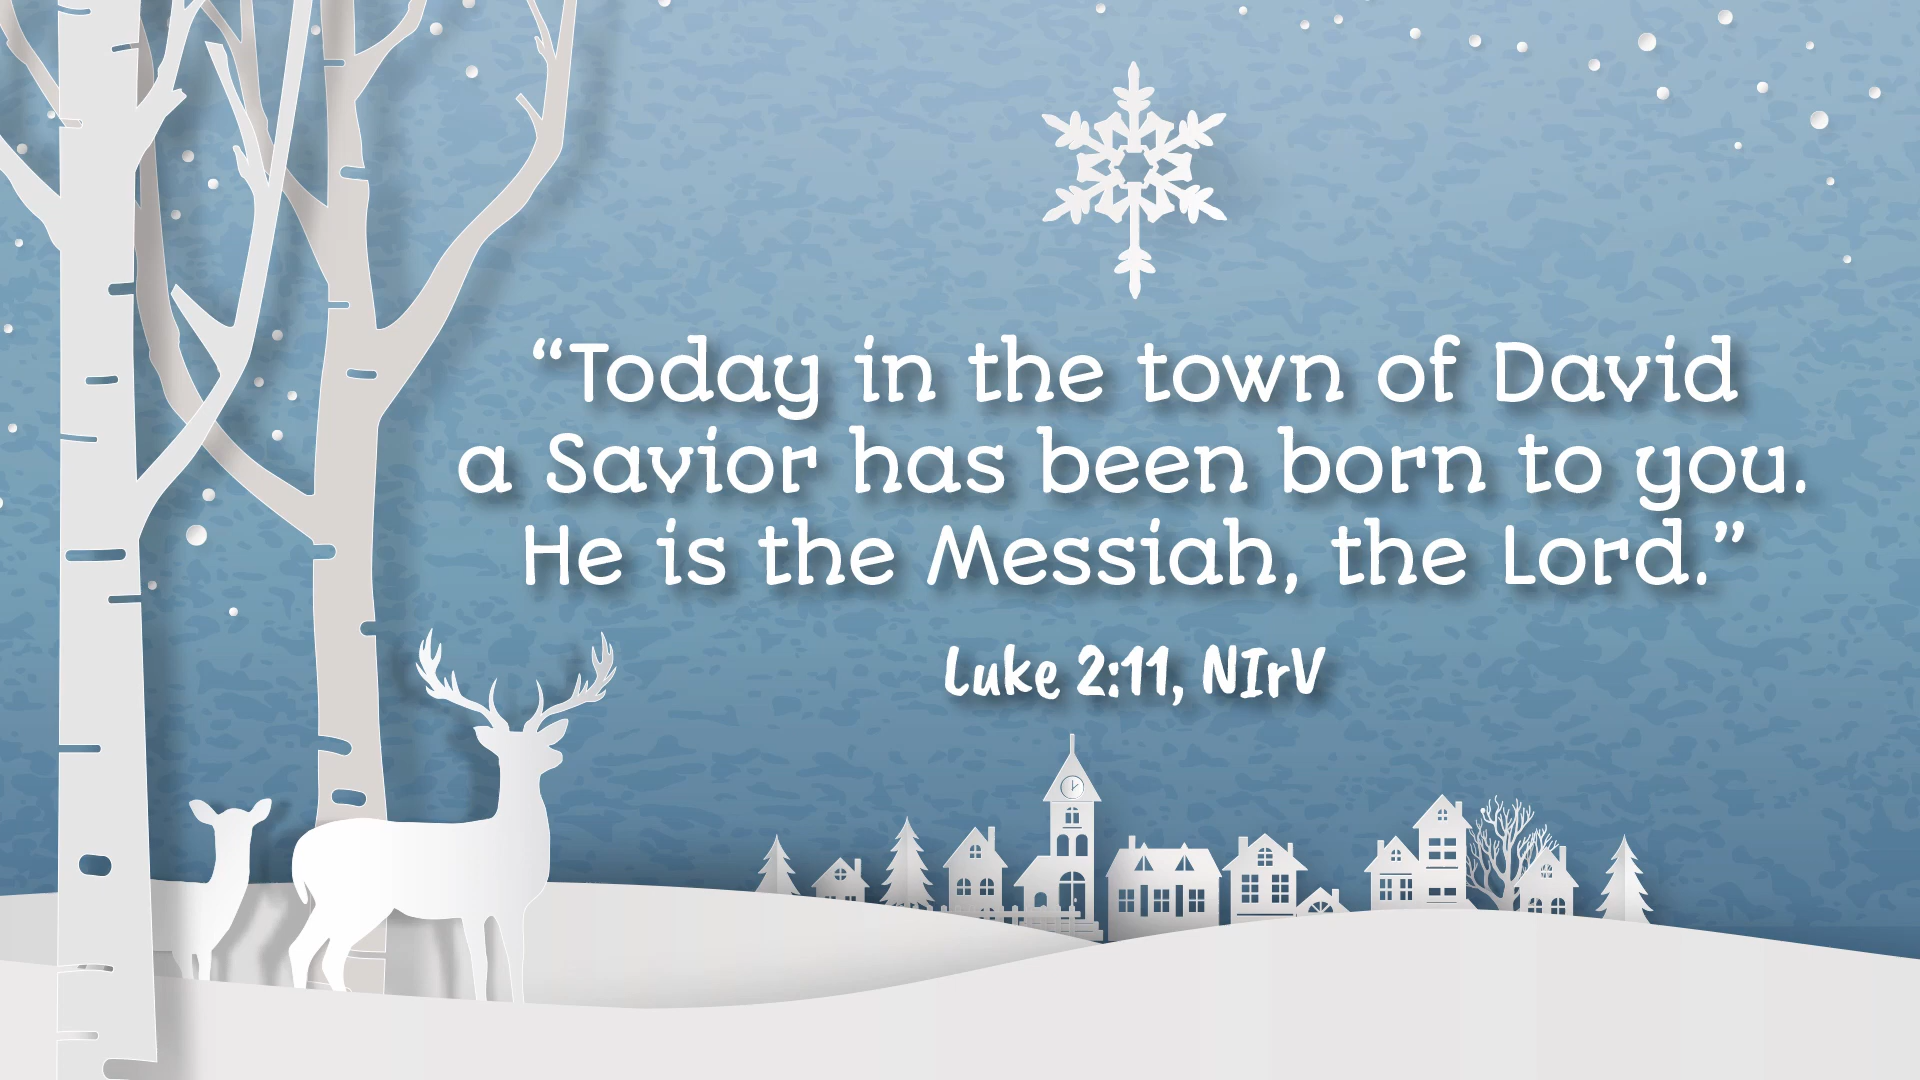 “Today in the town of David
a Savior has been born to you.
He is the Messiah, the Lord.”
Luke 2:11, NIrV